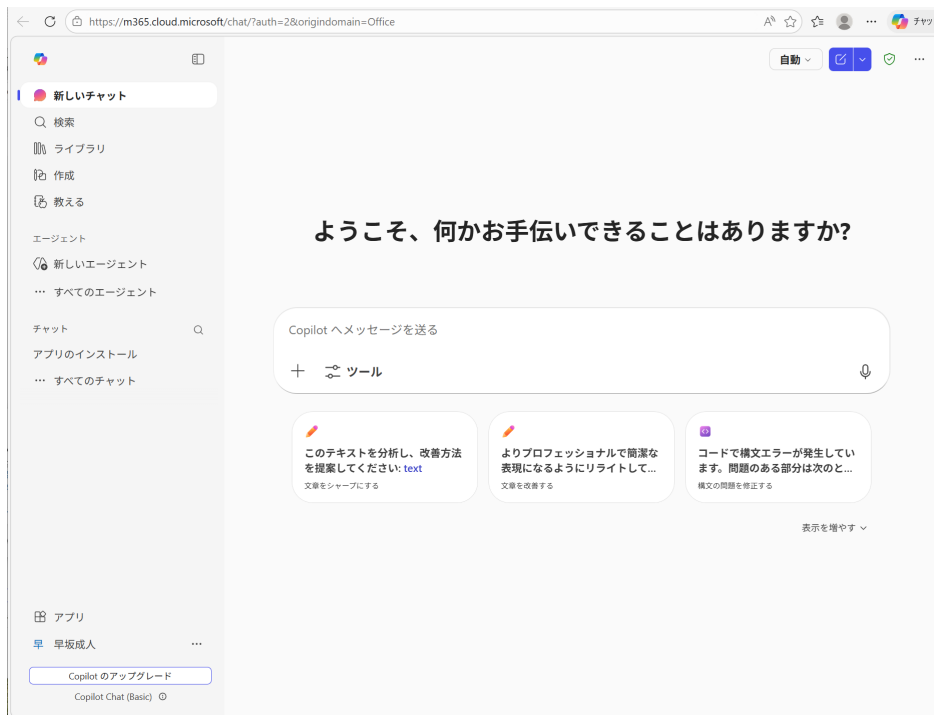 https://m365.cloud.microsoft/chat/?auth=2&origindomain=Office
自動
新しいチャット
検索
ライブラリ
作成
教える
エージェント
新しいエージェント
すべてのエージェント
チャット
アプリのインストール
すべてのチャット
ようこそ、何かお手伝いできることはありますか?
Copilot へメッセージを送る
ツール
このテキストを分析し、改善方法
を提案してください: text
文章をシャープにする
よりプロフェッショナルで簡潔な
表現になるようにリライトして...
文章を改善する
コードで構文エラーが発生してい
ます。問題のある部分は次のと...
構文の問題を修正する
表示を増やす
アプリ
早 早坂成人
Copilot のアップグレード
Copilot Chat (Basic)